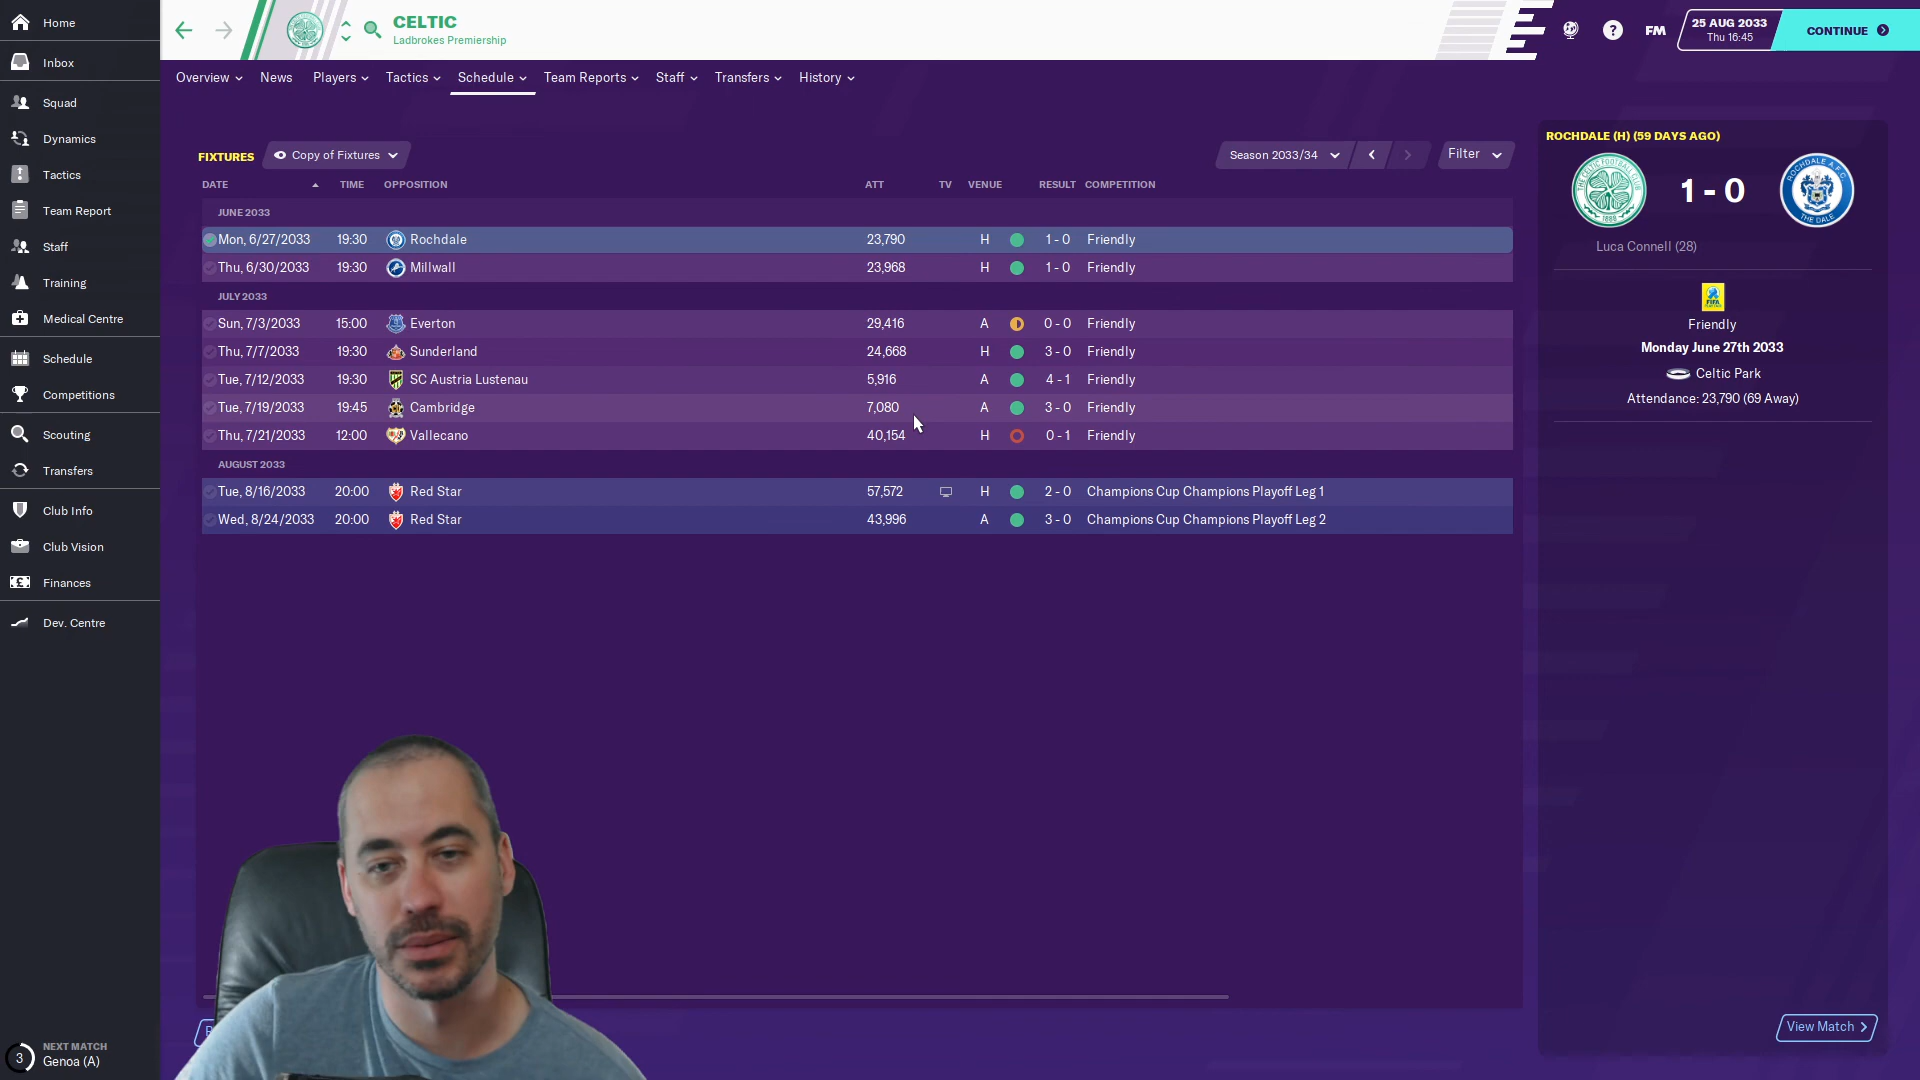 Home
Inbox
Squad
Dynamics
Tactics
Team Report
Staff
Training
Medical Centre
Schedule
Competitions
Scouting
Transfers
Club Info
Club Vision
Finances
Dev. Centre
NEXT MATCH
3 Genoa (A)
CELTIC
Ladbrokes Premiership
? FM
25 AUG 2033
Thu 16:45
CONTINUE
Overview News Players Tactics Schedule Team Reports Staff Transfers History
FIXTURES Copy of Fixtures Season 2033/34 Filter
DATE TIME OPPOSITION ATT TV VENUE RESULT COMPETITION
JUNE 2033
Mon, 6/27/2033 19:30 Rochdale 23,790 H 1 - 0 Friendly
Thu, 6/30/2033 19:30 Millwall 23,968 H 1 - 0 Friendly
JULY 2033
Sun, 7/3/2033 15:00 Everton 29,416 A 0 - 0 Friendly
Thu, 7/7/2033 19:30 Sunderland 24,668 H 3 - 0 Friendly
Tue, 7/12/2033 19:30 SC Austria Lustenau 5,916 A 4 - 1 Friendly
Tue, 7/19/2033 19:45 Cambridge 7,080 A 3 - 0 Friendly
Thu, 7/21/2033 12:00 Vallecano 40,154 H 0 - 1 Friendly
AUGUST 2033
Tue, 8/16/2033 20:00 Red Star 57,572 H 2 - 0 Champions Cup Champions Playoff Leg 1
Wed, 8/24/2033 20:00 Red Star 43,996 A 3 - 0 Champions Cup Champions Playoff Leg 2
ROCHDALE (H) (59 DAYS AGO)
THE CELTIC FOOTBALL CLUB
1888
1 - 0
ROCHDALE A.F.C.
THE DALE
Luca Connell (28)
FIFA
Friendly
Monday June 27th 2033
Celtic Park
Attendance: 23,790 (69 Away)
View Match